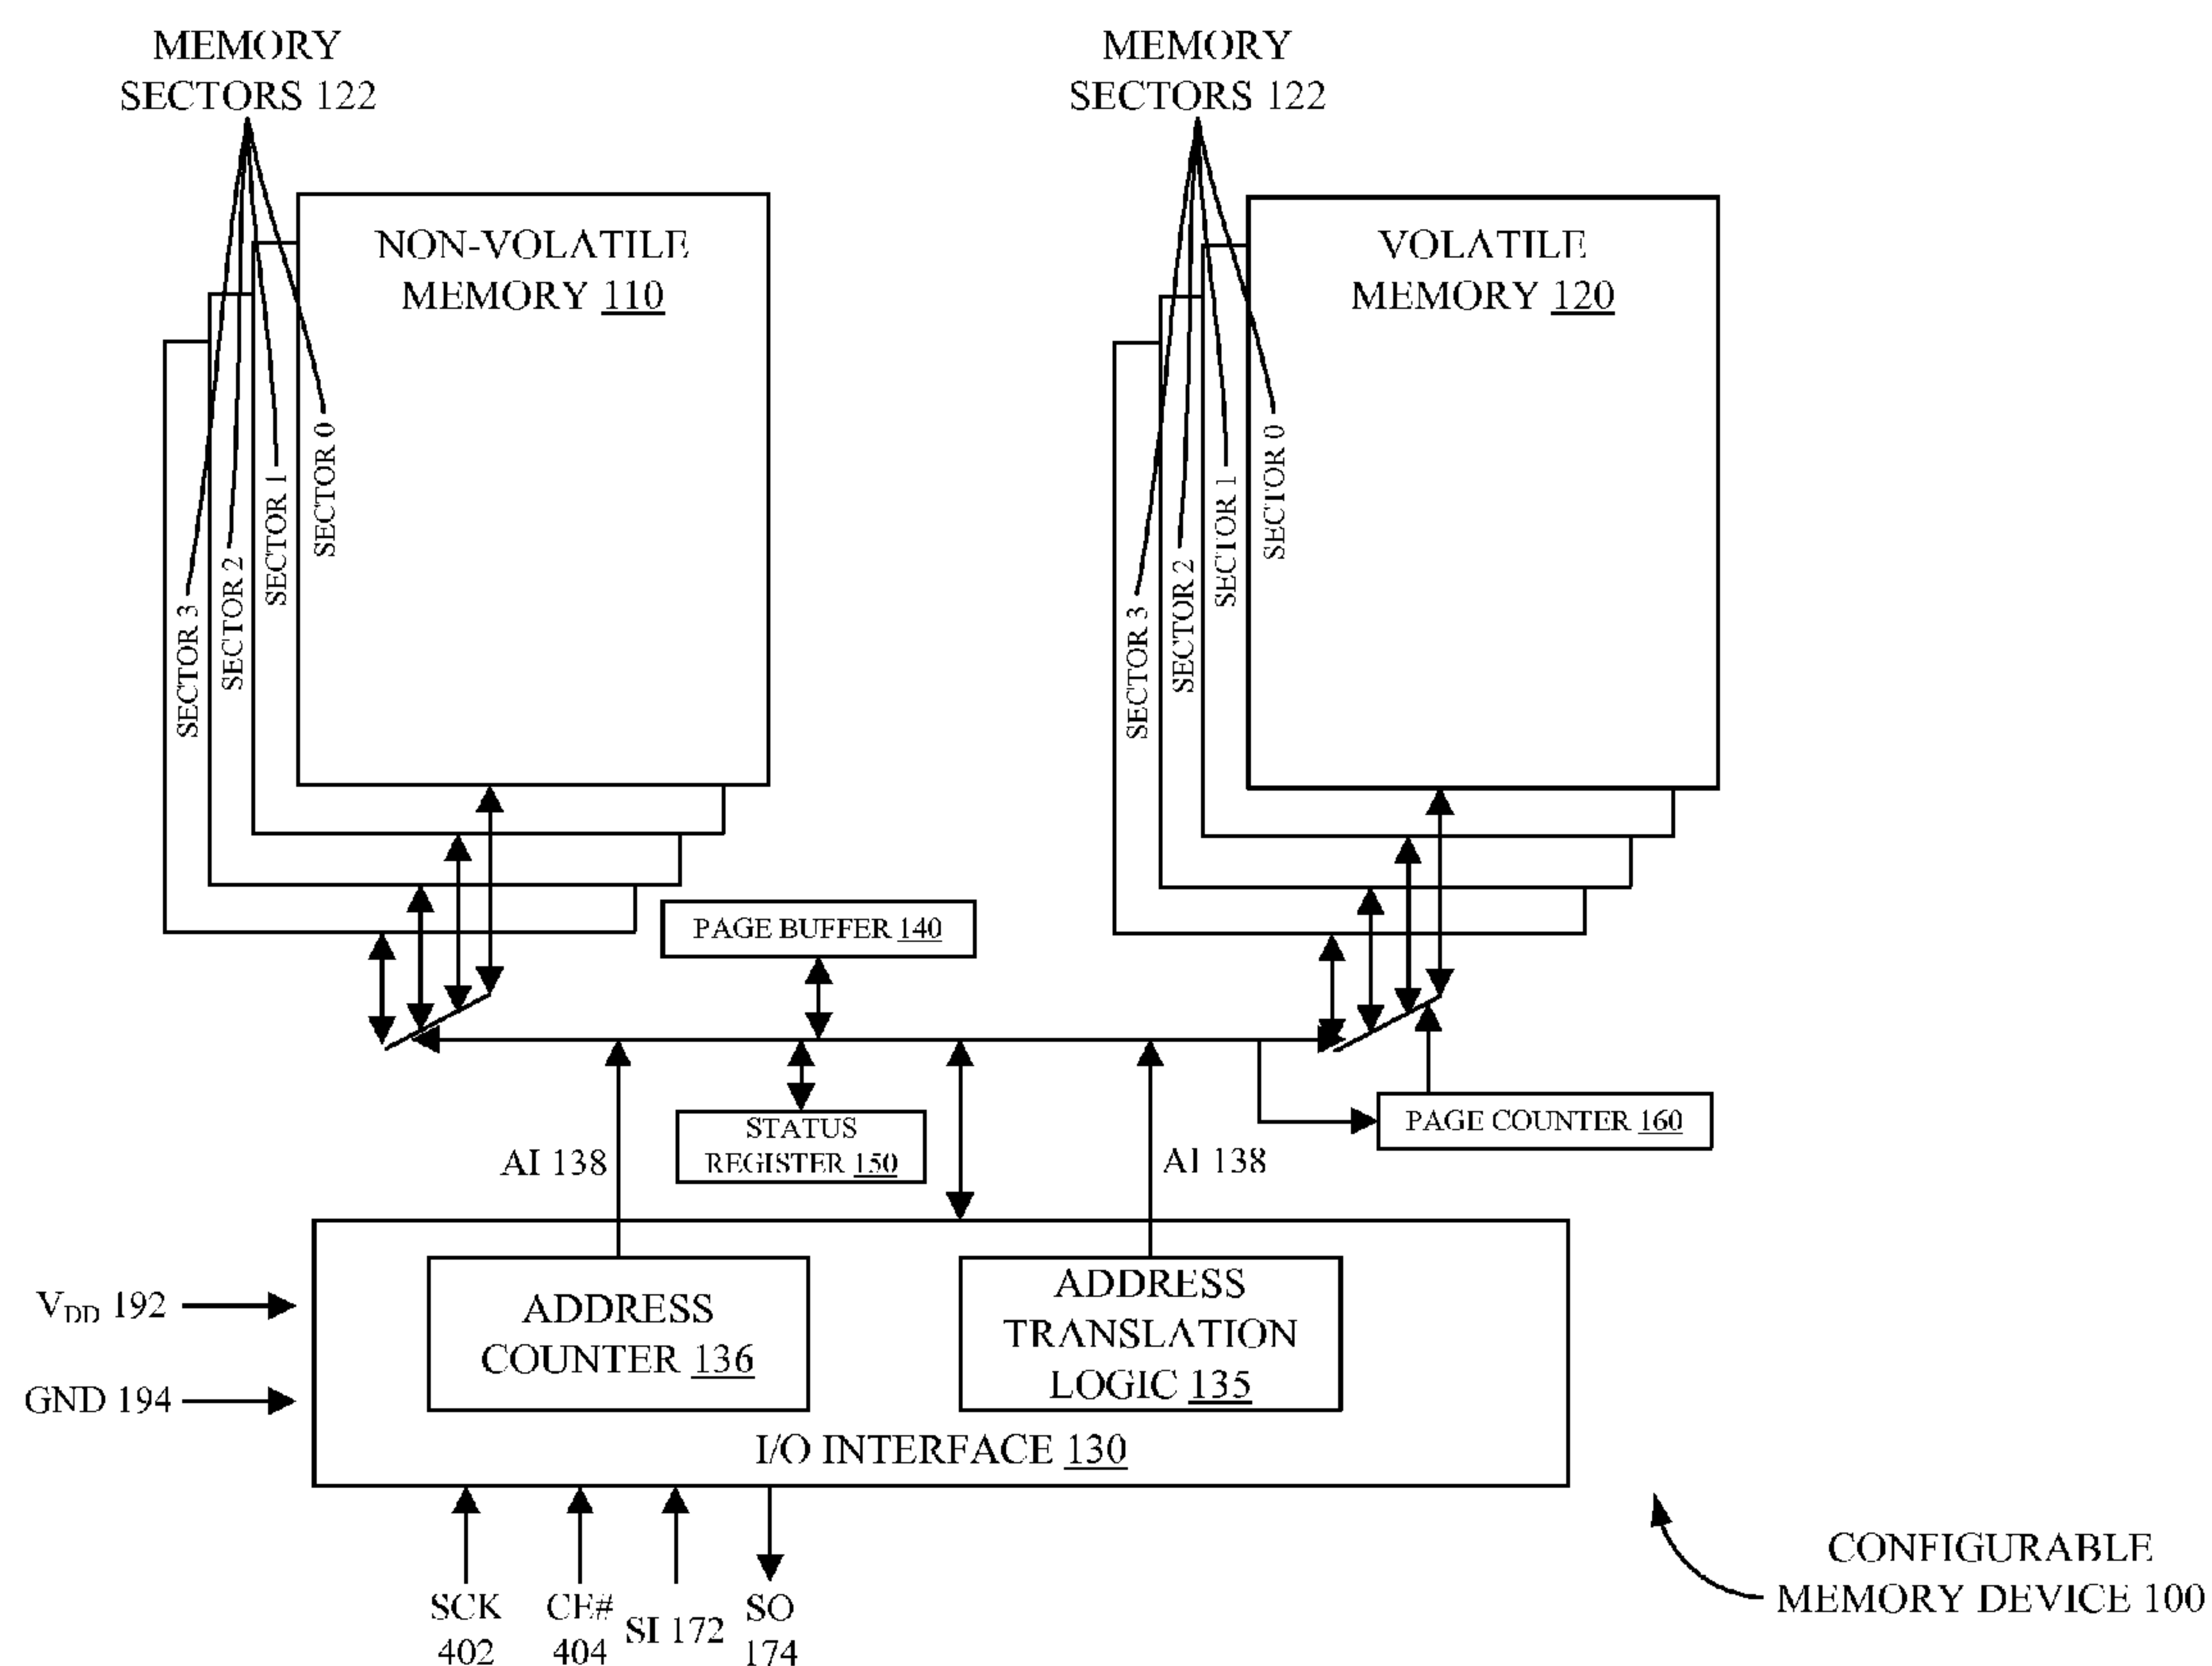 MEMORY
SECTORS 122
MEMORY
SECTORS 122
NON-VOLATILE
MEMORY 110
VOLATILE
MEMORY 120
SECTOR 3
SECTOR 2
SECTOR 1
SECTOR 0
SECTOR 3
SECTOR 2
SECTOR 1
SECTOR 0
PAGE BUFFER 140
STATUS
REGISTER 150
PAGE COUNTER 160
AI 138
AI 138
VDD 192
GND 194
ADDRESS
COUNTER 136
ADDRESS
TRANSLATION
LOGIC 135
I/O INTERFACE 130
SCK
402
CE#
404
SI 172
SO
174
CONFIGURABLE
MEMORY DEVICE 100